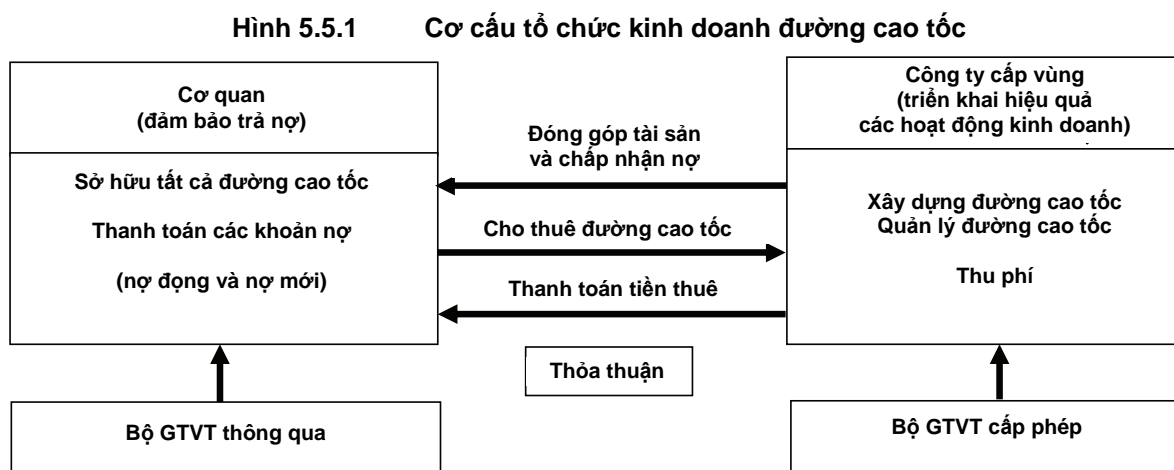 Hình 5.5.1 Cơ cấu tổ chức kinh doanh đường cao tốc
Cơ quan
(đảm bảo trả nợ)
Sở hữu tất cả đường cao tốc
Thanh toán các khoản nợ
(nợ đọng và nợ mới)
Đóng góp tài sản
và chấp nhận nợ
Cho thuê đường cao tốc
Thanh toán tiền thuê
Thỏa thuận
Công ty cấp vùng
(triển khai hiệu quả
các hoạt động kinh doanh)
Xây dựng đường cao tốc
Quản lý đường cao tốc
Thu phí
Bộ GTVT thông qua
Bộ GTVT cấp phép